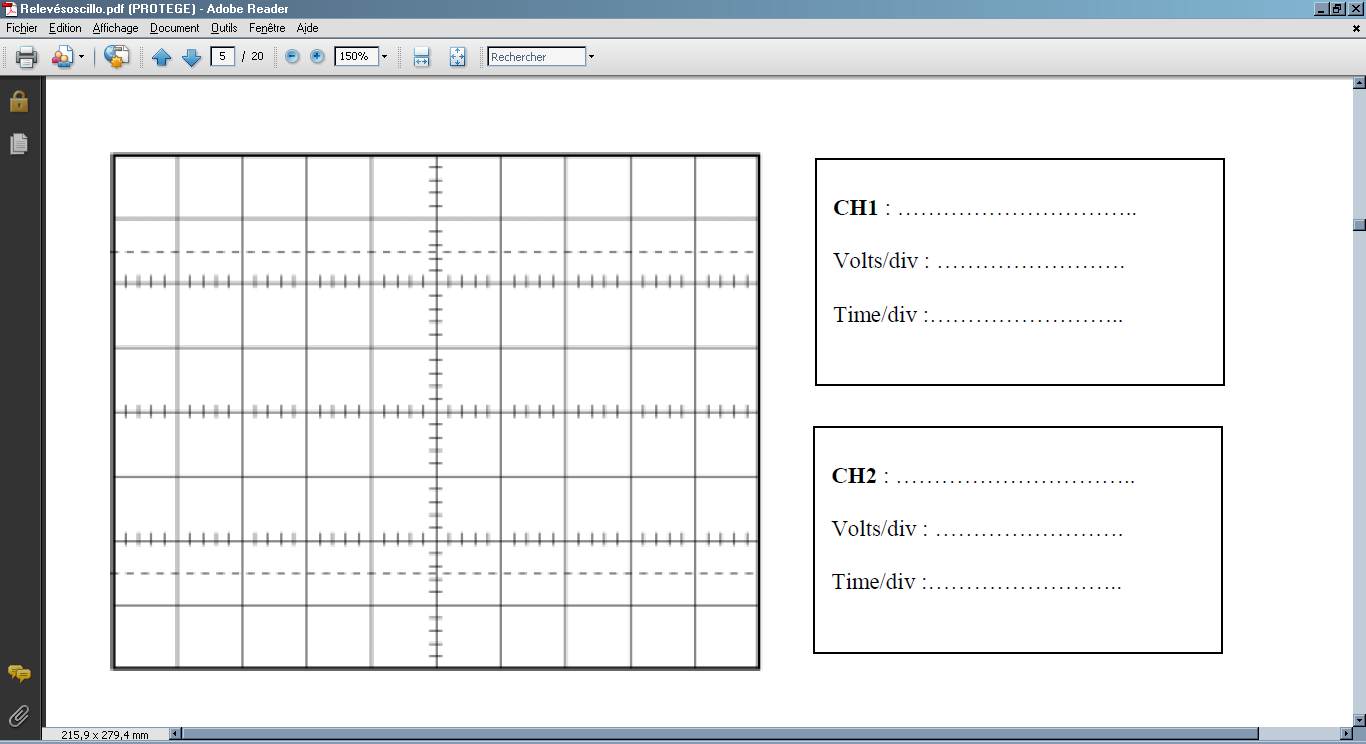 Relevésoscillo.pdf (PROTEGE) - Adobe Reader
Fichier Edition Affichage Document Outils Fenêtre Aide
5 / 20 150% Rechercher
CH1 : …………………………..
Volts/div : …………………….
Time/div :……………………..
CH2 : …………………………..
Volts/div : …………………….
Time/div :……………………..
215,9 x 279,4 mm